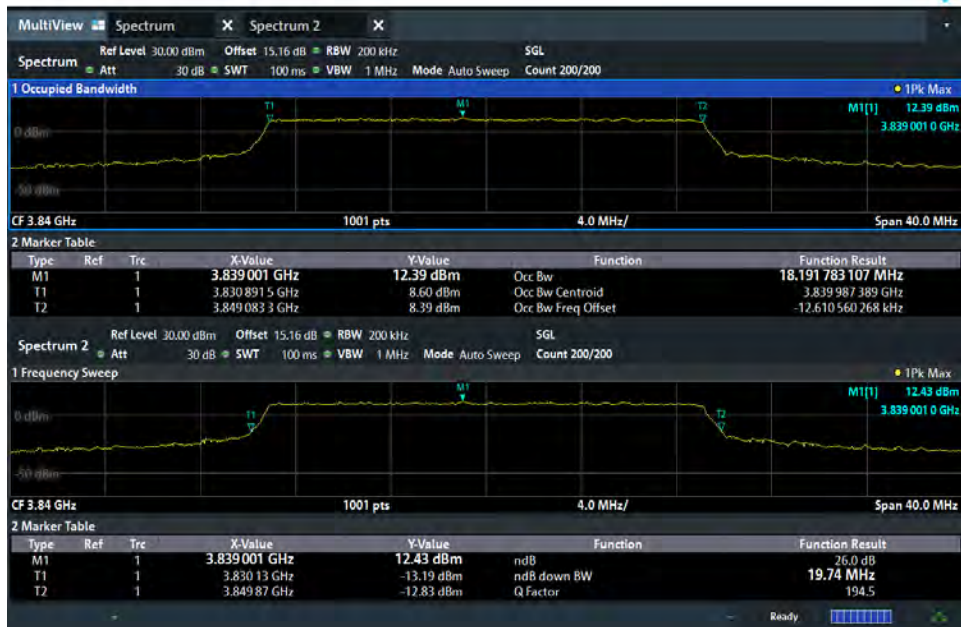 MultiView Spectrum X Spectrum 2 X
Spectrum Ref Level 30.00 dBm Offset 15.16 dB RBW 200 kHz SGL
Att 30 dB SWT 100 ms VBW 1 MHz Mode Auto Sweep Count 200/200
1 Occupied Bandwidth 1Pk Max
T1 M1 T2 M1[1] 12.39 dBm
3.839 001 0 GHz
0 dBm
-50 dBm
CF 3.84 GHz 1001 pts 4.0 MHz/ Span 40.0 MHz
2 Marker Table
Type Ref Trc X-Value Y-Value Function Function Result
M1 1 3.839 001 GHz 12.39 dBm Occ Bw 18.191 783 107 MHz
T1 1 3.830 891 5 GHz 8.60 dBm Occ Bw Centroid 3.839 987 389 GHz
T2 1 3.849 083 3 GHz 8.39 dBm Occ Bw Freq Offset -12.610 560 268 kHz
Spectrum 2 Ref Level 30.00 dBm Offset 15.16 dB RBW 200 kHz SGL
Att 30 dB SWT 100 ms VBW 1 MHz Mode Auto Sweep Count 200/200
1 Frequency Sweep 1Pk Max
M1 M1[1] 12.43 dBm
3.839 001 0 GHz
0 dBm T1 T2
-50 dBm
CF 3.84 GHz 1001 pts 4.0 MHz/ Span 40.0 MHz
2 Marker Table
Type Ref Trc X-Value Y-Value Function Function Result
M1 1 3.839 001 GHz 12.43 dBm ndB 26.0 dB
T1 1 3.830 13 GHz -13.19 dBm ndB down BW 19.74 MHz
T2 1 3.849 87 GHz -12.83 dBm Q Factor 194.5
Ready